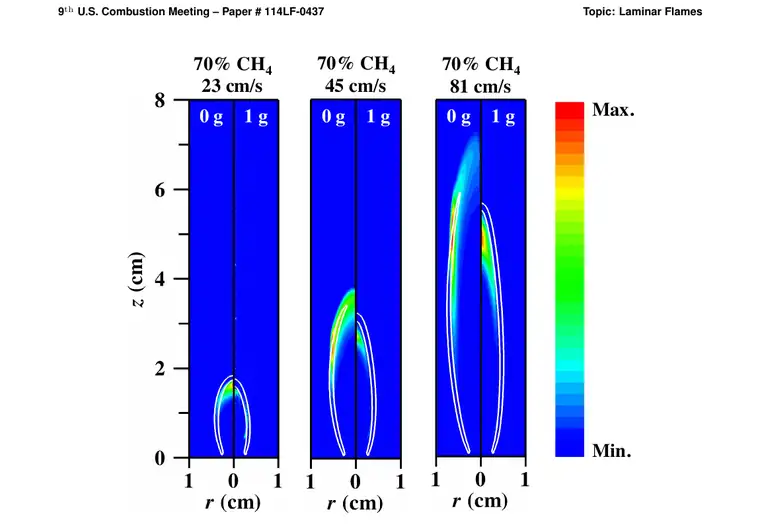 9th U.S. Combustion Meeting – Paper # 114LF-0437
Topic: Laminar Flames
70% CH4
23 cm/s
70% CH4
45 cm/s
70% CH4
81 cm/s
0 g 1 g
0 g 1 g
0 g 1 g
Max.
Min.
8
6
4
2
0
z (cm)
1 0 1
1 0 1
1 0 1
r (cm)
r (cm)
r (cm)